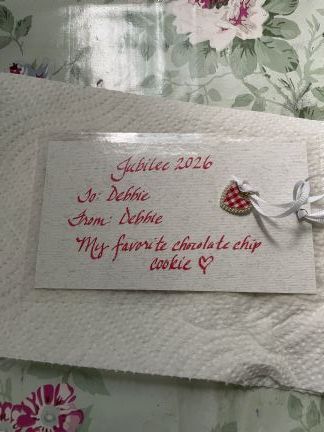 Jubilee 2026
To: Debbie
From: Debbie
My favorite chocolate chip
cookie ♡